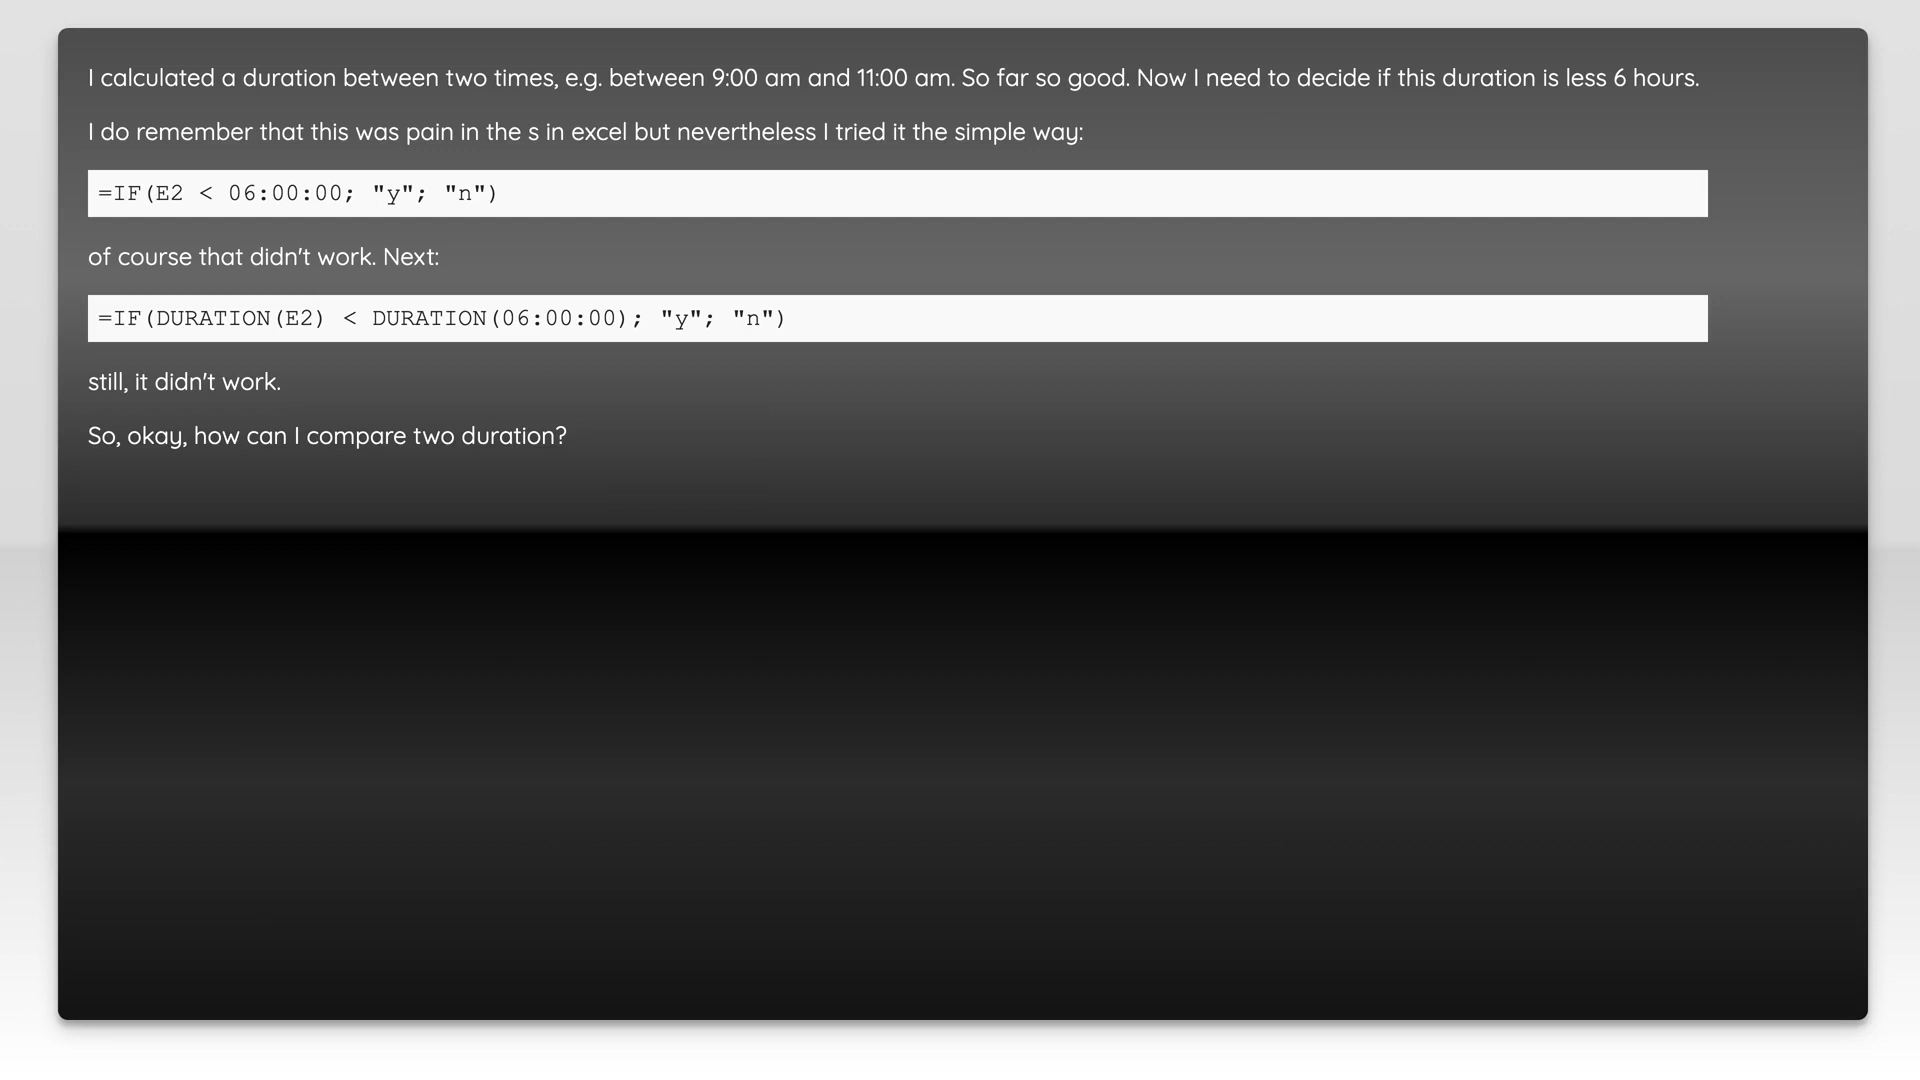 I calculated a duration between two times, e.g. between 9:00 am and 11:00 am. So far so good. Now I need to decide if this duration is less 6 hours.
I do remember that this was pain in the s in excel but nevertheless I tried it the simple way:
=IF(E2 < 06:00:00; "y"; "n")
of course that didn't work. Next:
=IF(DURATION(E2) < DURATION(06:00:00); "y"; "n")
still, it didn't work.
So, okay, how can I compare two duration?